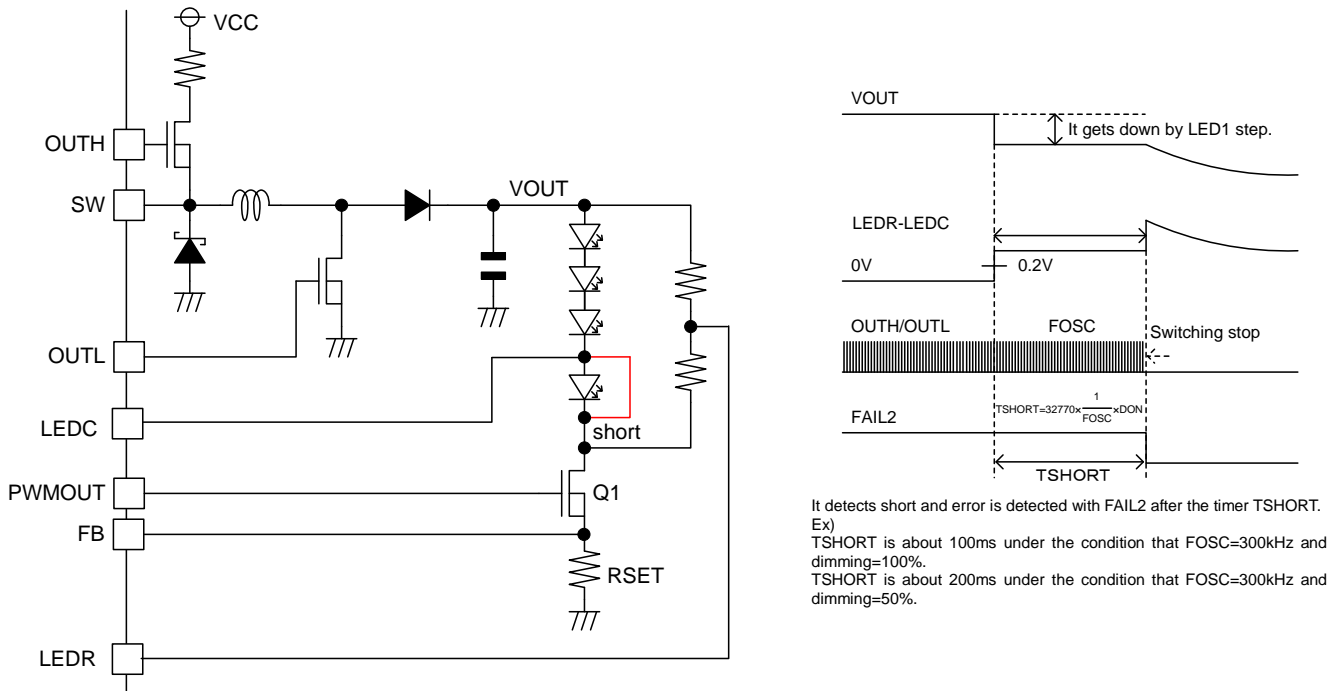 VCC
OUTH
SW
VOUT
OUTL
LEDC
short
PWMOUT
Q1
FB
RSET
LEDR
VOUT
It gets down by LED1 step.
LEDR-LEDC
0V
0.2V
OUTH/OUTL
FOSC
Switching stop
FAIL2
TSHORT=32770×1/FOSC×DON
TSHORT
It detects short and error is detected with FAIL2 after the timer TSHORT.
Ex)
TSHORT is about 100ms under the condition that FOSC=300kHz and
dimming=100%.
TSHORT is about 200ms under the condition that FOSC=300kHz and
dimming=50%.